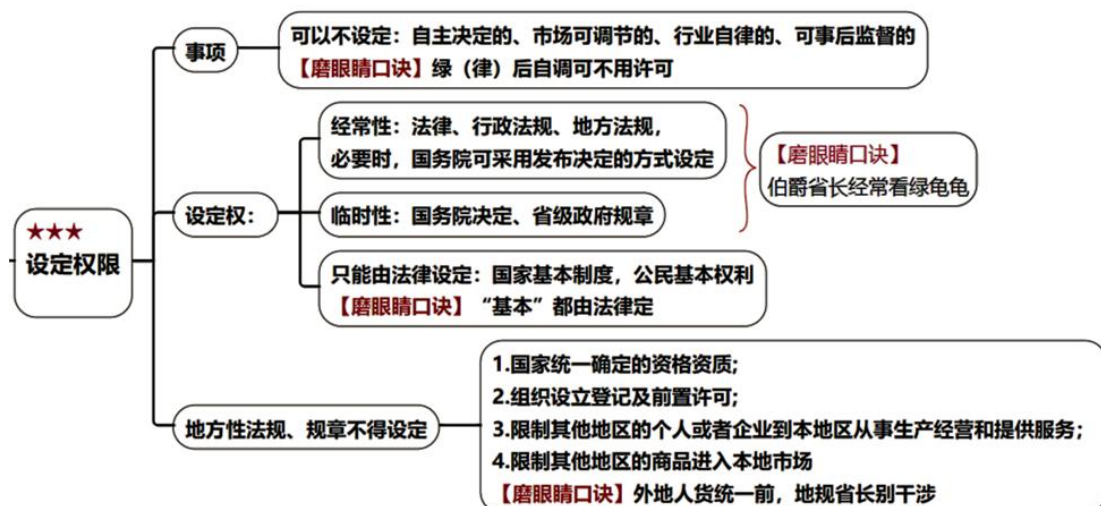 事项
可以不设定：自主决定的、市场可调节的、行业自律的、可事后监督的
【磨眼睛口诀】绿（律）后自调可不用许可
★★★
设定权限
设定权：
经常性：法律、行政法规、地方法规，
必要时，国务院可采用发布决定的方式设定
临时性：国务院决定、省级政府规章
【磨眼睛口诀】
伯爵省长经常看绿龟龟
只能由法律设定：国家基本制度，公民基本权利
【磨眼睛口诀】“基本”都由法律定
地方性法规、规章不得设定
1.国家统一确定的资格资质；
2.组织设立登记及前置许可；
3.限制其他地区的个人或者企业到本地区从事生产经营和提供服务；
4.限制其他地区的商品进入本地市场
【磨眼睛口诀】外地人货统一前，地规省长别干涉